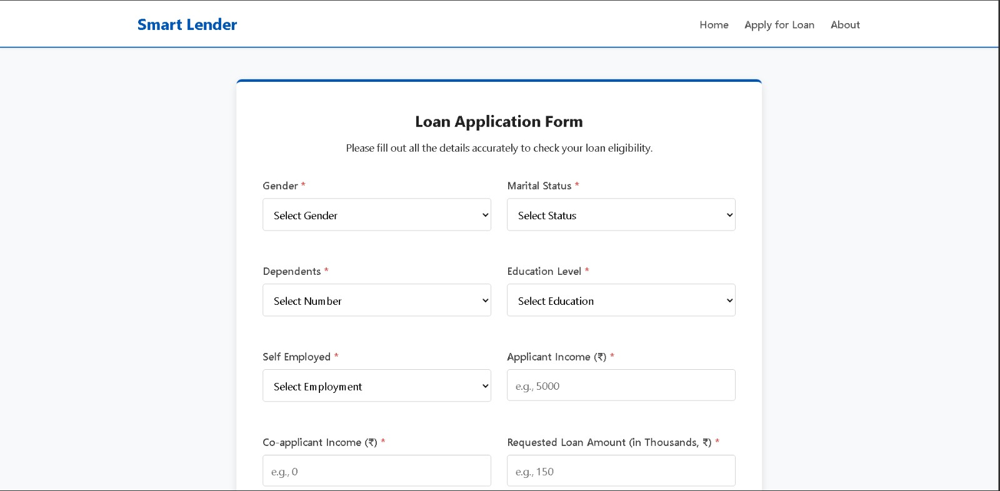 Smart Lender
Home Apply for Loan About
Loan Application Form
Please fill out all the details accurately to check your loan eligibility.
Gender * Marital Status *
Select Gender Select Status
Dependents * Education Level *
Select Number Select Education
Self Employed * Applicant Income (₹) *
Select Employment e.g., 5000
Co-applicant Income (₹) * Requested Loan Amount (in Thousands, ₹) *
e.g., 0 e.g., 150